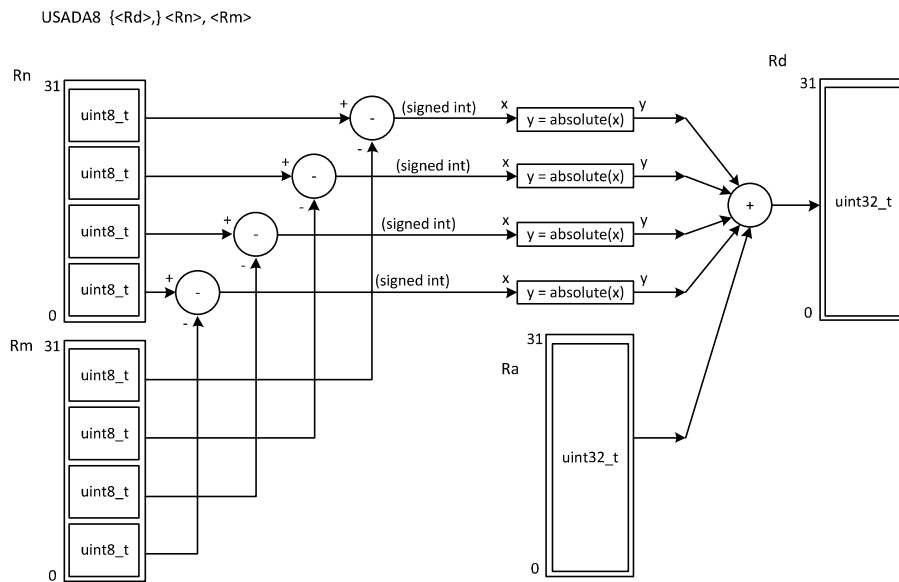 USADA8 {<Rd>,} <Rn>, <Rm>
Rn
31
uint8_t
uint8_t
uint8_t
uint8_t
0
Rm
31
uint8_t
uint8_t
uint8_t
uint8_t
0
+
-
-
(signed int)
x
y = absolute(x)
y
+
-
-
(signed int)
x
y = absolute(x)
y
+
-
-
(signed int)
x
y = absolute(x)
y
+
-
-
(signed int)
x
y = absolute(x)
y
+
Ra
31
uint32_t
0
Rd
31
uint32_t
0